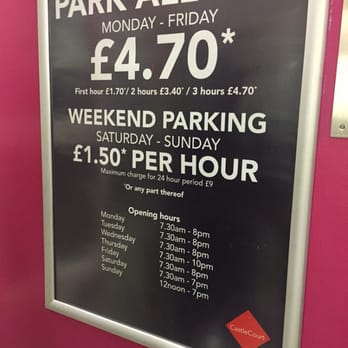 PARK ALL
MONDAY - FRIDAY
£4.70*
First hour £1.70*/ 2 hours £3.40*/ 3 hours £4.70*
WEEKEND PARKING
SATURDAY - SUNDAY
£1.50* PER HOUR
Maximum charge for 24 hour period £9
*Or any part thereof
Opening hours
Monday 7.30am - 8pm
Tuesday 7.30am - 8pm
Wednesday 7.30am - 8pm
Thursday 7.30am - 10pm
Friday 7.30am - 8pm
Saturday 7.30am - 7pm
Sunday 12noon - 7pm
CastleCourt